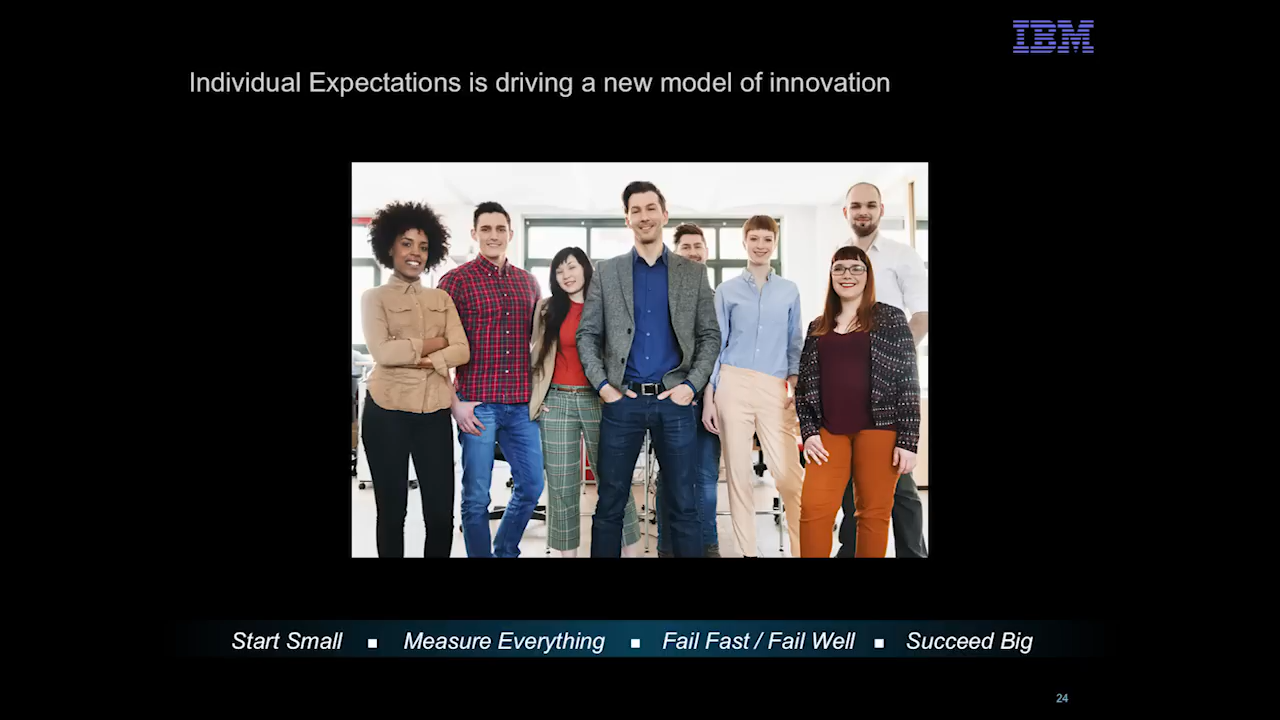 IBM
Individual Expectations is driving a new model of innovation
Start Small ▪ Measure Everything ▪ Fail Fast / Fail Well ▪ Succeed Big
24